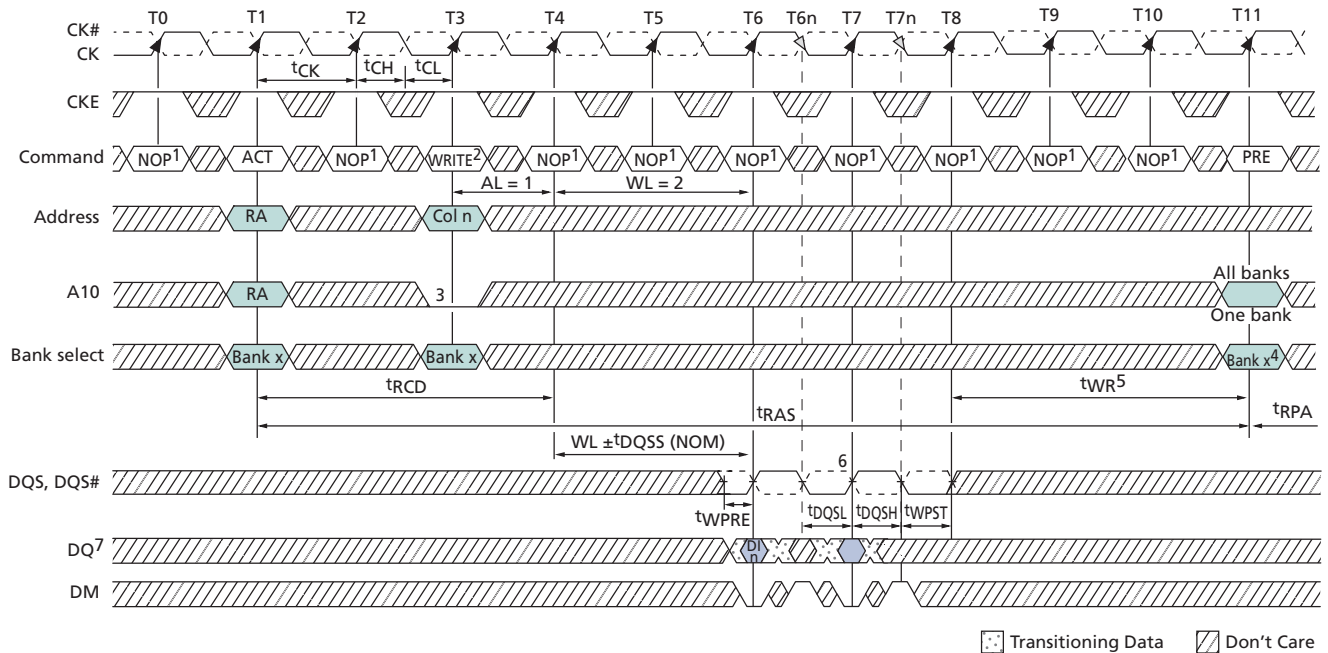 T0 T1 T2 T3 T4 T5 T6 T6n T7 T7n T8 T9 T10 T11
CK#
CK
tCK tCH tCL
CKE
Command NOP1 ACT NOP1 WRITE2 NOP1 NOP1 NOP1 NOP1 NOP1 NOP1 NOP1 PRE
AL = 1 WL = 2
Address RA Col n
All banks
A10 RA 3
One bank
Bank select Bank x Bank x Bank x4
tRCD tWR5
tRAS tRPA
WL ±tDQSS (NOM)
6
DQS, DQS#
tWPRE tDQSL tDQSH tWPST
DQ7 DI n
DM
Transitioning Data Don't Care